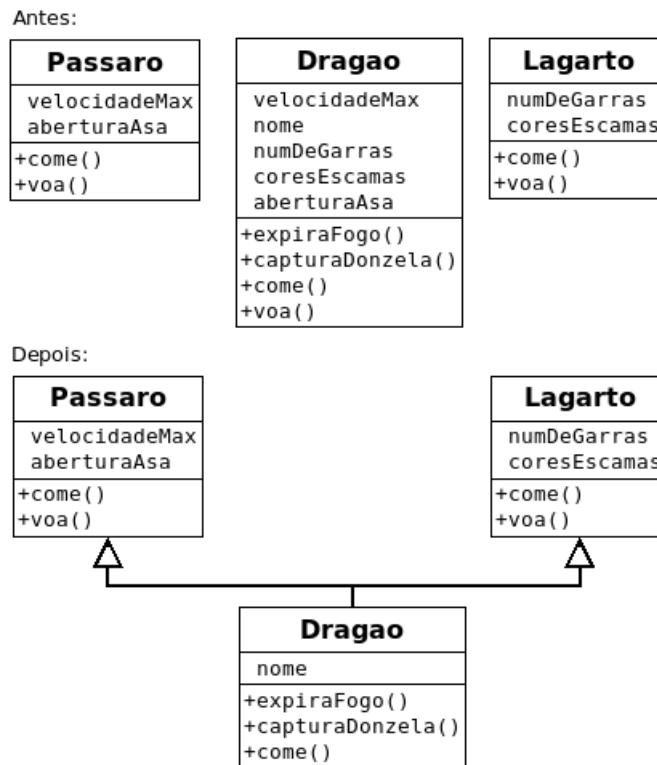 Antes:
Passaro
velocidadeMax
aberturaAsa
+come()
+voa()
Dragao
velocidadeMax
nome
numDeGarras
coresEscamas
aberturaAsa
+expiraFogo()
+capturaDonzela()
+come()
+voa()
Lagarto
numDeGarras
coresEscamas
+come()
+voa()
Depois:
Passaro
velocidadeMax
aberturaAsa
+come()
+voa()
Lagarto
numDeGarras
coresEscamas
+come()
+voa()
Dragao
nome
+expiraFogo()
+capturaDonzela()
+come()